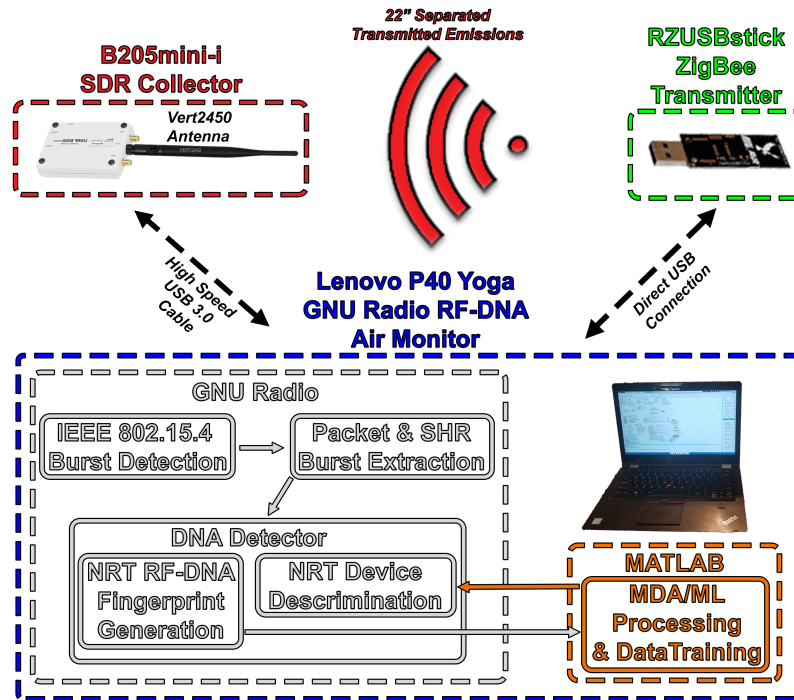 22” Separated
Transmitted Emissions
B205mini-i
SDR Collector
RZUSBstick
ZigBee
Transmitter
Vert2450
Antenna
VERT2450
High Speed
USB 3.0
Cable
Direct USB
Connection
Lenovo P40 Yoga
GNU Radio RF-DNA
Air Monitor
GNU Radio
IEEE 802.15.4
Burst Detection
Packet & SHR
Burst Extraction
DNA Detector
NRT RF-DNA
Fingerprint
Generation
NRT Device
Descrimination
MATLAB
MDA/ML
Processing
& DataTraining